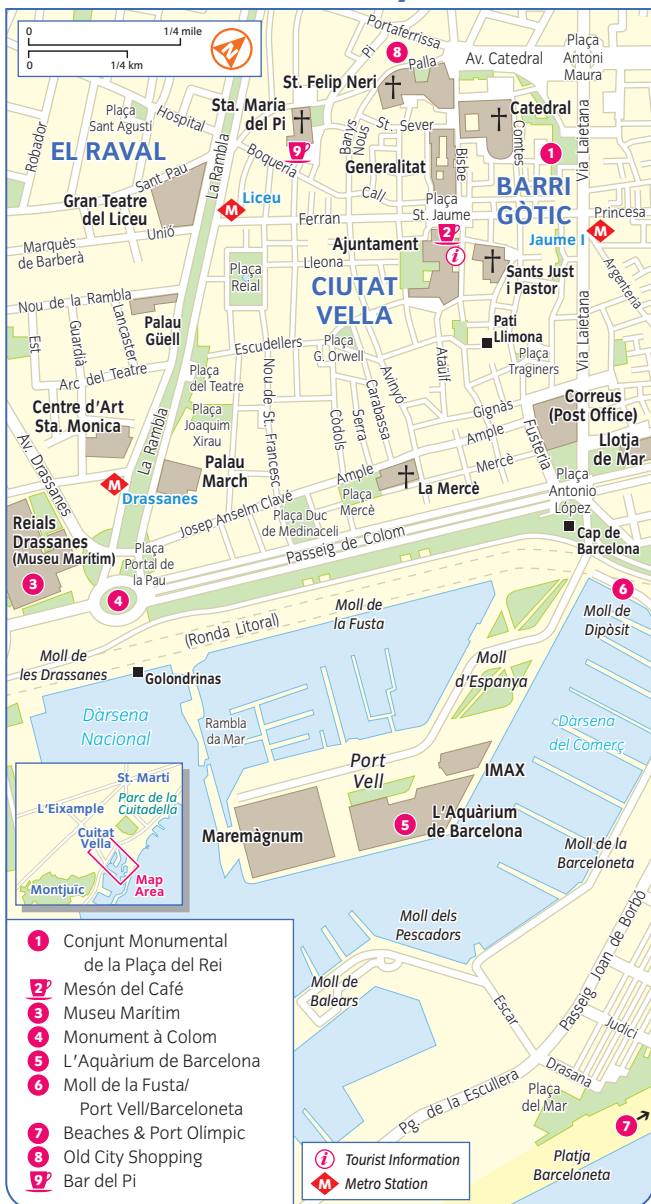 0 1/4 mile
0 1/4 km
N
Portaferrissa
Pi
8
Palla
Av. Catedral
Plaça
Antoni
Maura
St. Felip Neri
Sta. María
del Pi
Plaça
Sant Agustí
Hospital
Robador
EL RAVAL
La Rambla
9
Boqueria
Banys
Nous
St. Sever
Catedral
Comtes
1
Via Laietana
Generalitat
Bisbe
Sant Pau
Gran Teatre
del Liceu
M
Liceu
Call
BARRI
GÒTIC
Plaça
St. Jaume
Princesa
Unió
Ferran
Marquès
de Barberà
Ajuntament
2
i
Jaume I
M
Lleona
Plaça
Reial
CIUTAT
VELLA
Sants Just
i Pastor
Argenteria
Nou de la Rambla
Est
Guardià
Lancaster
Palau
Güell
Escudellers
Plaça
G. Orwell
Pati
Llimona
Via Laietana
Arc del Teatre
Plaça
del Teatre
Nou de St. Francesc
Avinyó
Ataülf
Plaça
Traginers
Centre d'Art
Sta. Monica
Plaça
Joaquim
Xirau
Còdols
Serra
Carabassa
Gignàs
Correus
(Post Office)
Av. Drassanes
La Rambla
Ample
Fusteria
Llotja
de Mar
Palau
March
M
Drassanes
Ample
Mercè
La Mercè
Plaça
Mercè
Plaça
Antonio
López
Josep Anselm Clavé
Plaça Duc
de Medinaceli
Reials
Drassanes
(Museu Marítim)
Passeig de Colom
Cap de
Barcelona
Plaça
Portal de
la Pau
3
4
6
Moll de
la Fusta
Moll de
Dipòsit
(Ronda Litoral)
Moll de
les Drassanes
Moll
d'Espanya
Golondrinas
Dàrsena
Nacional
Rambla
da Mar
Dàrsena
del Comerç
Port
Vell
IMAX
St. Martí
L'Eixample
Parc de la
Cuitadella
Cuitat
Vella
Montjuïc
Map
Area
Maremàgnum
5
L'Aquàrium
de Barcelona
Moll de la
Barceloneta
Moll dels
Pescadors
Passeig Joan de Borbó
Moll de
Balears
Escar
Judici
Drasana
Pg. de la Escullera
Plaça
del Mar
7
Platja
Barceloneta
1 Conjunt Monumental
de la Plaça del Rei
2 Mesón del Café
3 Museu Marítim
4 Monument à Colom
5 L'Aquàrium de Barcelona
6 Moll de la Fusta/
Port Vell/Barceloneta
7 Beaches & Port Olímpic
8 Old City Shopping
9 Bar del Pi
i Tourist Information
M Metro Station